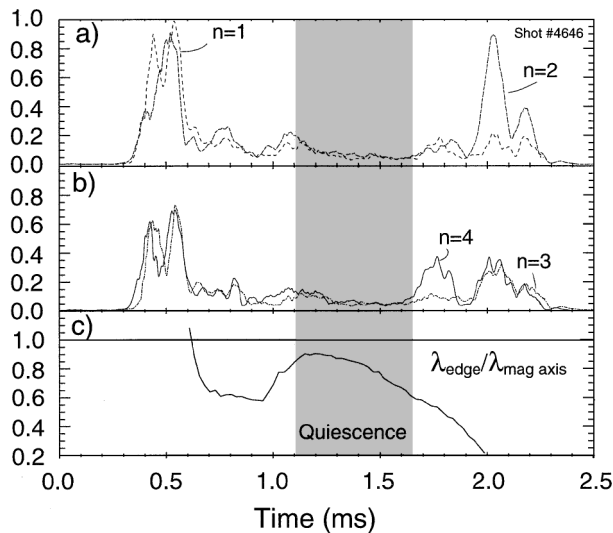 1.0
a)
n=1
Shot #4646
0.8
n=2
0.6
0.4
0.2
0.0
b)
0.8
0.6
n=4
0.4
n=3
0.2
0.0
c)
1.0
λedge/λmag axis
0.8
0.6
0.4
Quiescence
0.2
0.0 0.5 1.0 1.5 2.0 2.5
Time (ms)